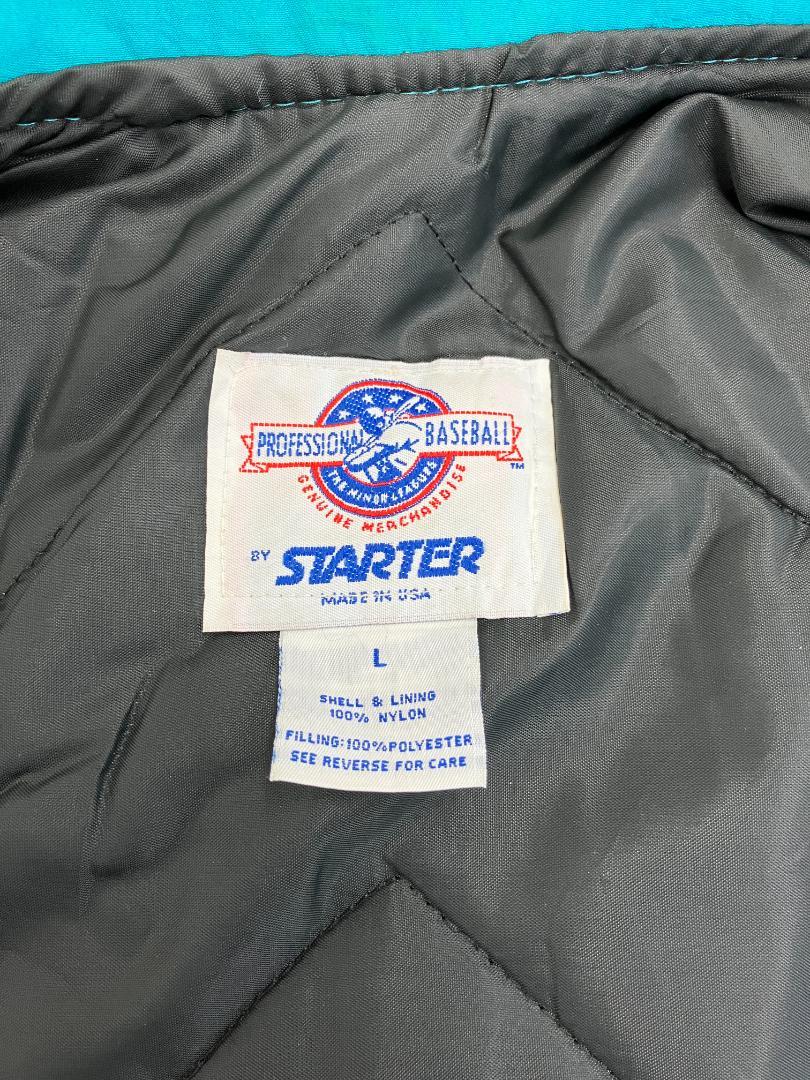 PROFESSIONAL BASEBALL TM
THE MINOR LEAGUES
GENUINE MERCHANDISE
BY STARTER
MADE IN USA
L
SHELL & LINING
100% NYLON
FILLING:100%POLYESTER
SEE REVERSE FOR CARE